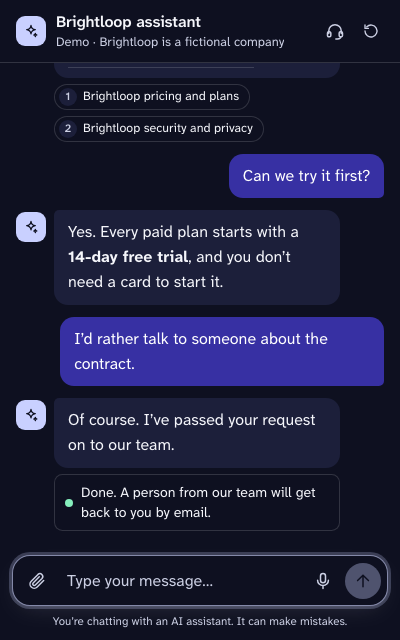 Brightloop assistant
Demo · Brightloop is a fictional company
1 Brightloop pricing and plans
2 Brightloop security and privacy
Can we try it first?
Yes. Every paid plan starts with a
14-day free trial, and you don’t
need a card to start it.
I’d rather talk to someone about the
contract.
Of course. I’ve passed your request
on to our team.
Done. A person from our team will get
back to you by email.
Type your message...
You’re chatting with an AI assistant. It can make mistakes.